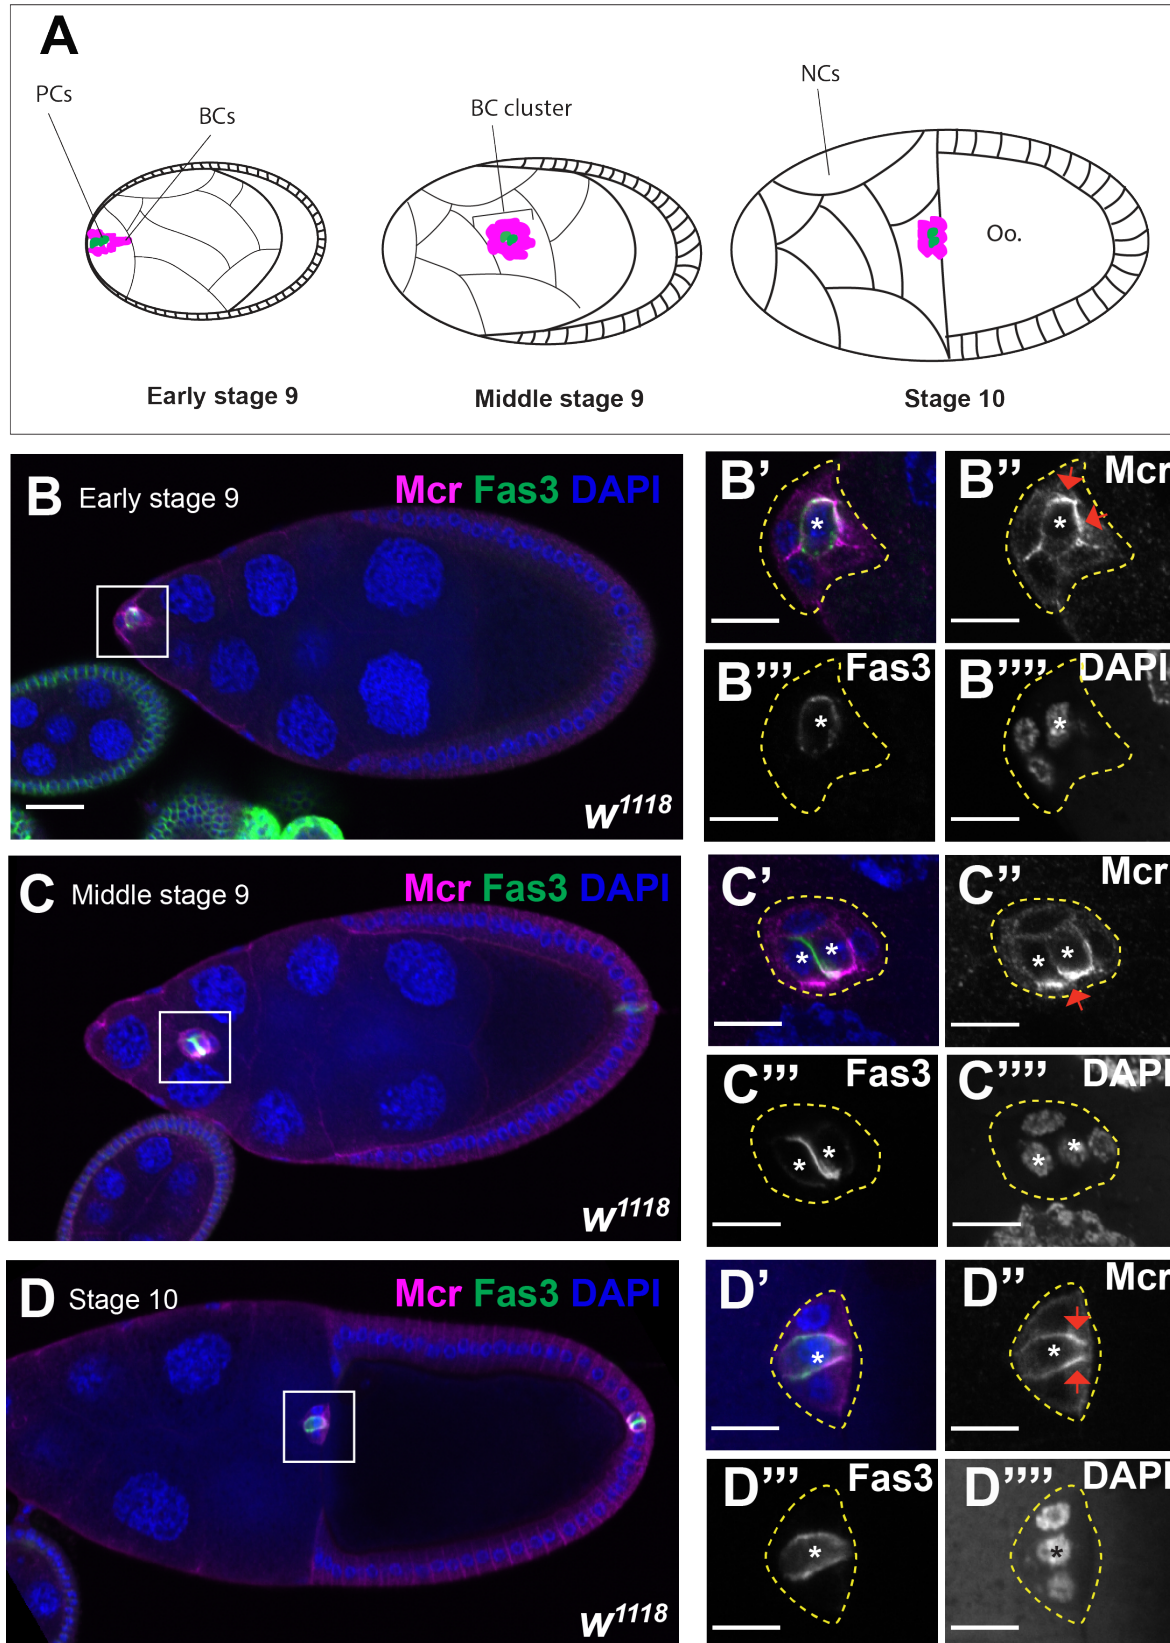 A
PCs
BCs
BC cluster
NCs
Oo.
Early stage 9
Middle stage 9
Stage 10
B Early stage 9
Mcr Fas3 DAPI
w1118
B’
B’’ Mcr
*
*
B’’’ Fas3
B’’’’ DAPI
*
*
C Middle stage 9
Mcr Fas3 DAPI
w1118
C’
C’’ Mcr
* *
* *
C’’’ Fas3
C’’’’ DAPI
* *
* *
D Stage 10
Mcr Fas3 DAPI
w1118
D’
D’’ Mcr
*
*
D’’’ Fas3
D’’’’ DAPI
*
*